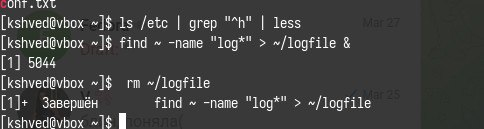 conf.txt
[kshved@vbox ~]$ ls /etc | grep "^h" | less
[kshved@vbox ~]$ find ~ -name "log*" > ~/logfile &
[1] 5044
[kshved@vbox ~]$  rm ~/logfile
[1]+  Завершён        find ~ -name "log*" > ~/logfile
[kshved@vbox ~]$
Mar 27
Mar 25
поняла(